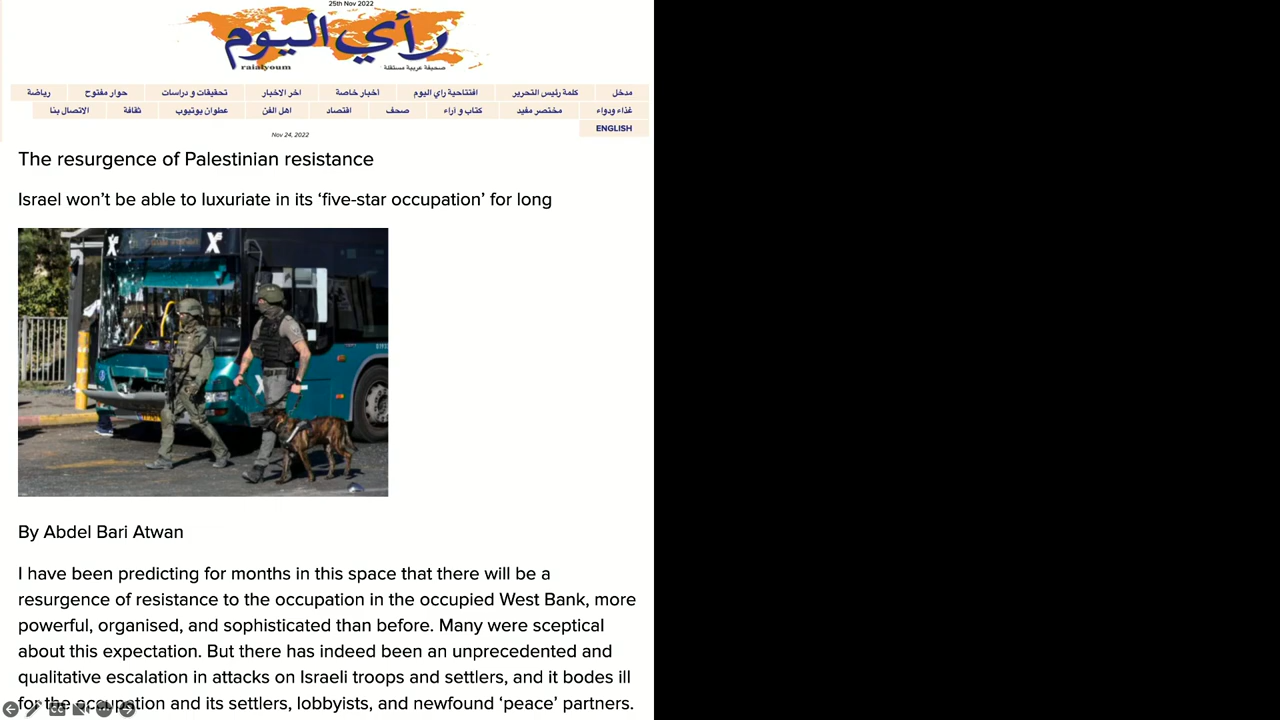 25th Nov 2022
رأي اليوم
raialyoum
صحيفة عربية مستقلة
مدخل كلمة رئيس التحرير افتتاحية راي اليوم أخبار خاصة اخر الاخبار تحقيقات و دراسات حوار مفتوح رياضة
غذاء ودواء مختصر مفيد كتاب و آراء صحف اقتصاد اهل الفن عطوان يوتيوب ثقافة الاتصال بنا
ENGLISH
Nov 24, 2022
The resurgence of Palestinian resistance
Israel won’t be able to luxuriate in its ‘five-star occupation’ for long
By Abdel Bari Atwan
I have been predicting for months in this space that there will be a
resurgence of resistance to the occupation in the occupied West Bank, more
powerful, organised, and sophisticated than before. Many were sceptical
about this expectation. But there has indeed been an unprecedented and
qualitative escalation in attacks on Israeli troops and settlers, and it bodes ill
for the occupation and its settlers, lobbyists, and newfound ‘peace’ partners.